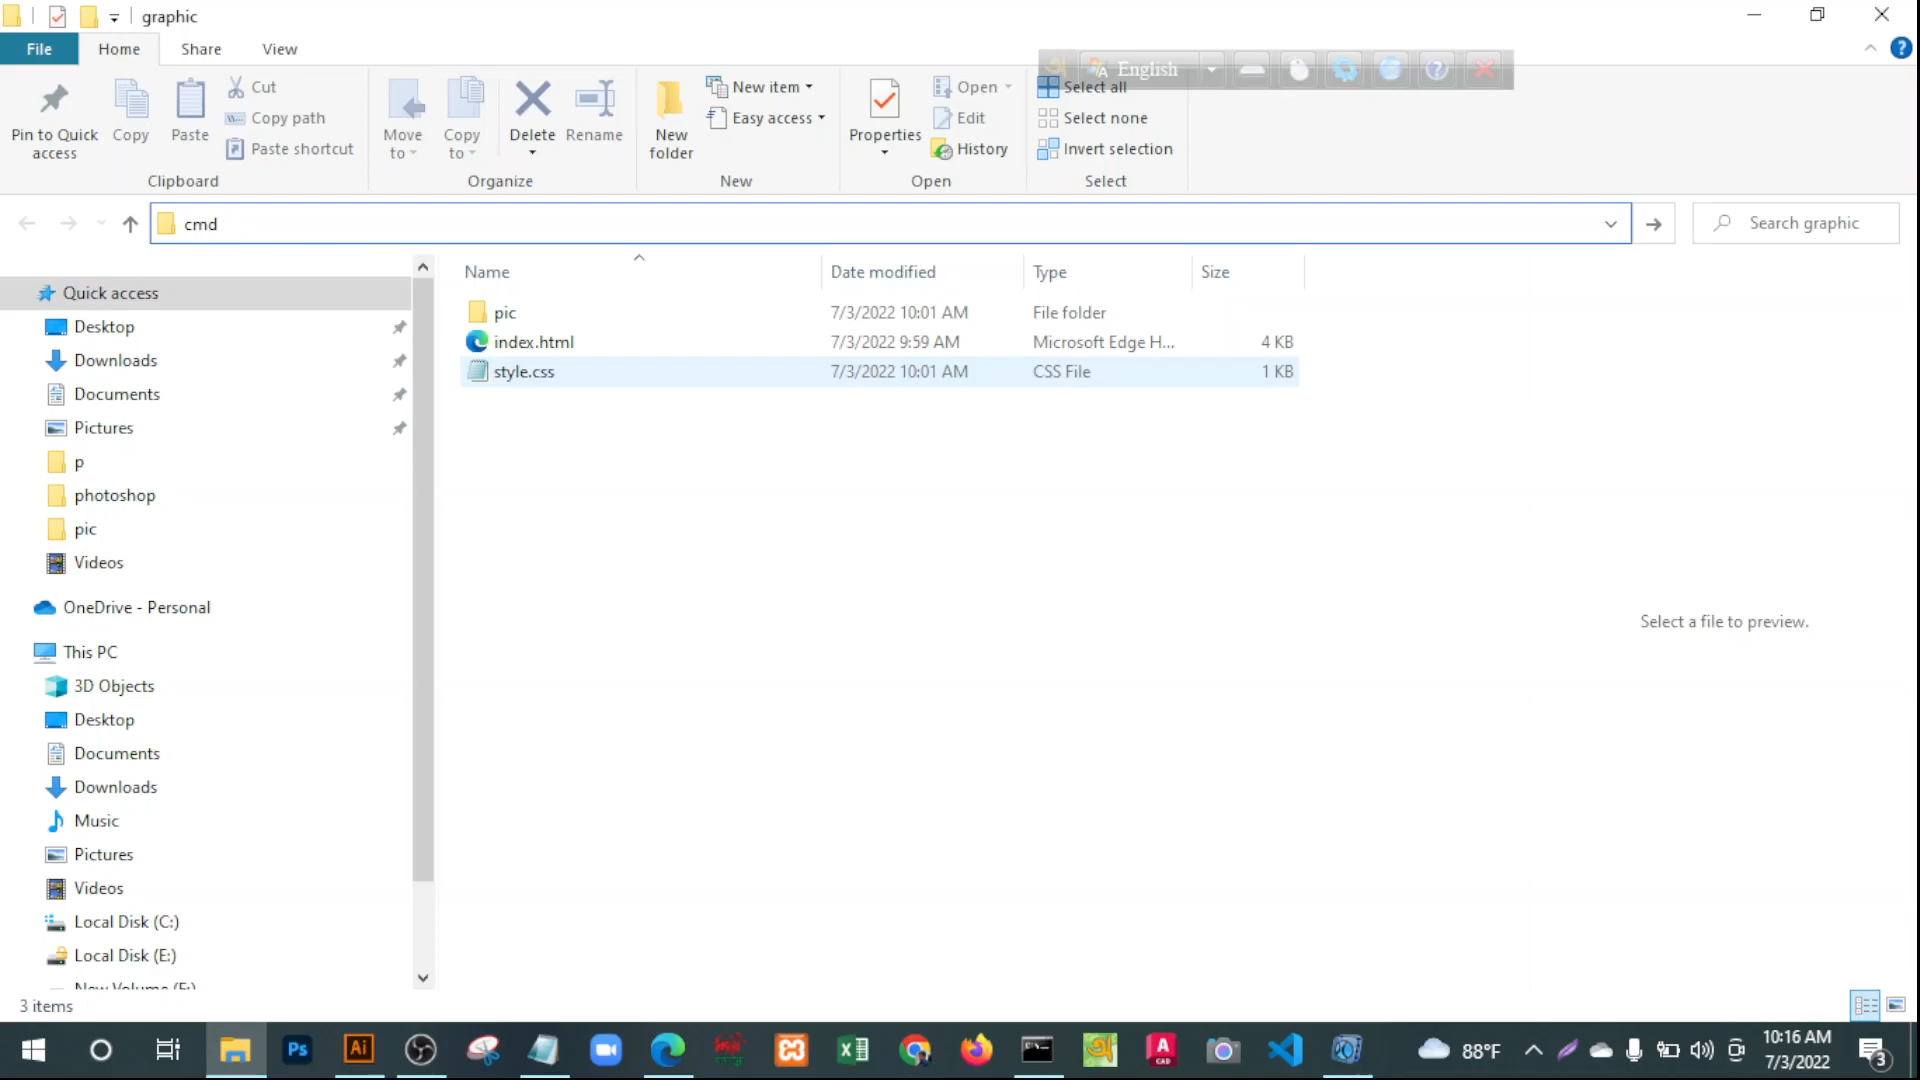 graphic
File Home Share View
English
Pin to Quick access
Copy
Paste
Cut
Copy path
Paste shortcut
Clipboard
Move to
Copy to
Delete
Rename
Organize
New folder
New item
Easy access
New
Properties
Open
Edit
History
Open
Select all
Select none
Invert selection
Select
cmd
Search graphic
Name Date modified Type Size
pic 7/3/2022 10:01 AM File folder
index.html 7/3/2022 9:59 AM Microsoft Edge H... 4 KB
style.css 7/3/2022 10:01 AM CSS File 1 KB
Quick access
Desktop
Downloads
Documents
Pictures
p
photoshop
pic
Videos
OneDrive - Personal
This PC
3D Objects
Desktop
Documents
Downloads
Music
Pictures
Videos
Local Disk (C:)
Local Disk (E:)
Select a file to preview.
3 items
Ps
Ai
A
CAD
88°F
10:16 AM
7/3/2022
3